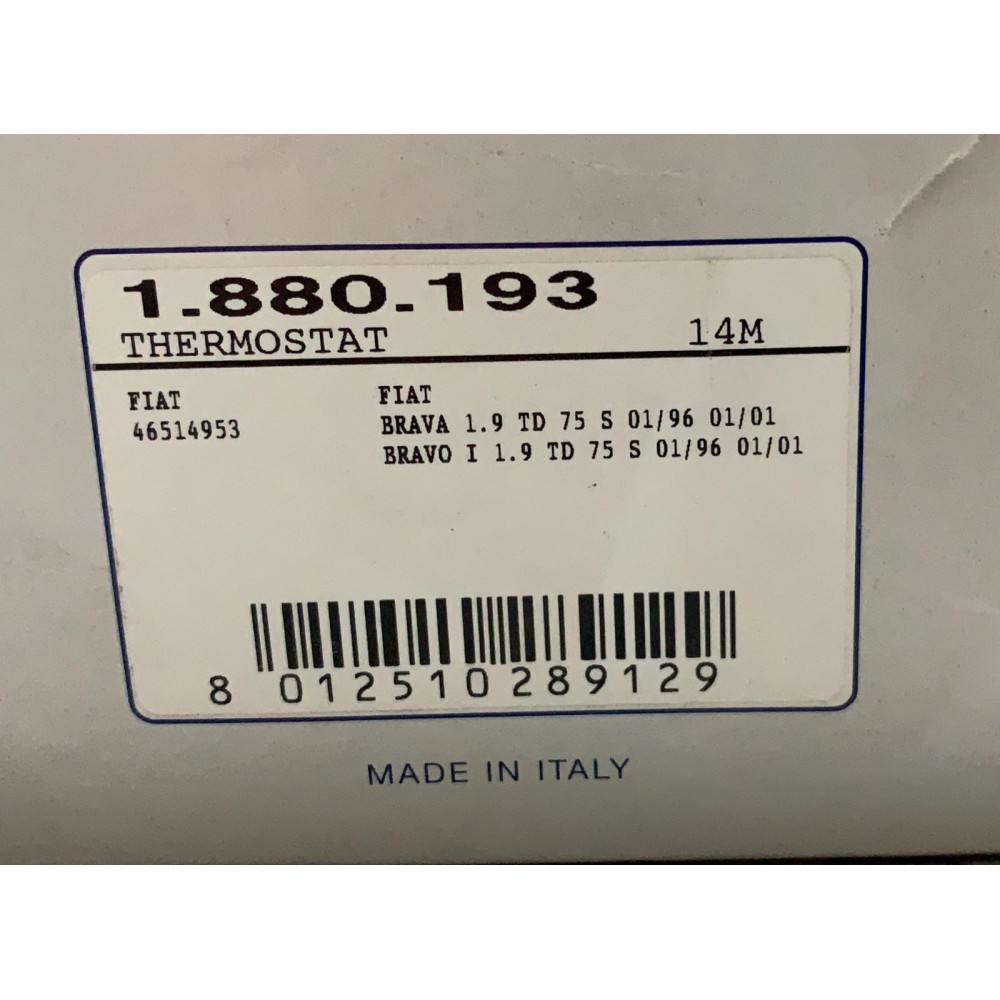 1.880.193
THERMOSTAT 14M
FIAT FIAT
46514953 BRAVA 1.9 TD 75 S 01/96 01/01
BRAVO I 1.9 TD 75 S 01/96 01/01
8 012510 289129
MADE IN ITALY